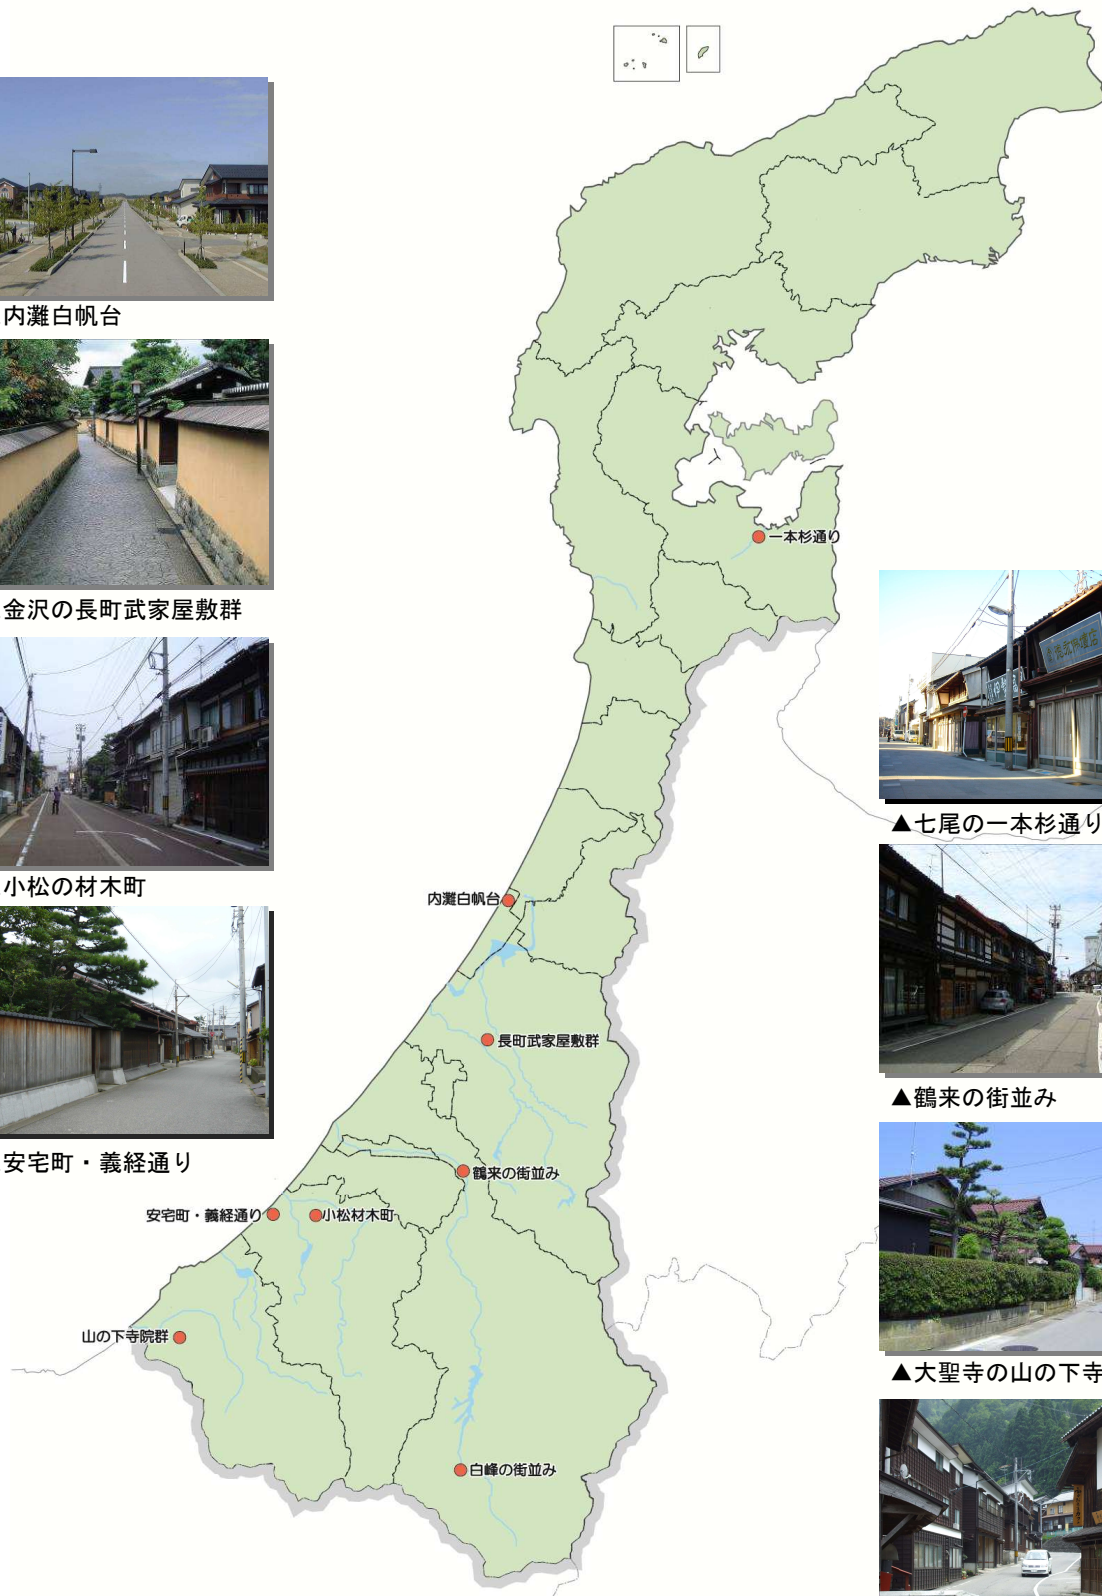 内灘白帆台
金沢の長町武家屋敷群
小松の材木町
安宅町・義経通り
一本杉通り
内灘白帆台
長町武家屋敷群
鶴来の街並み
安宅町・義経通り
小松材木町
山の下寺院群
白峰の街並み
▲七尾の一本杉通り
▲鶴来の街並み
▲大聖寺の山の下寺